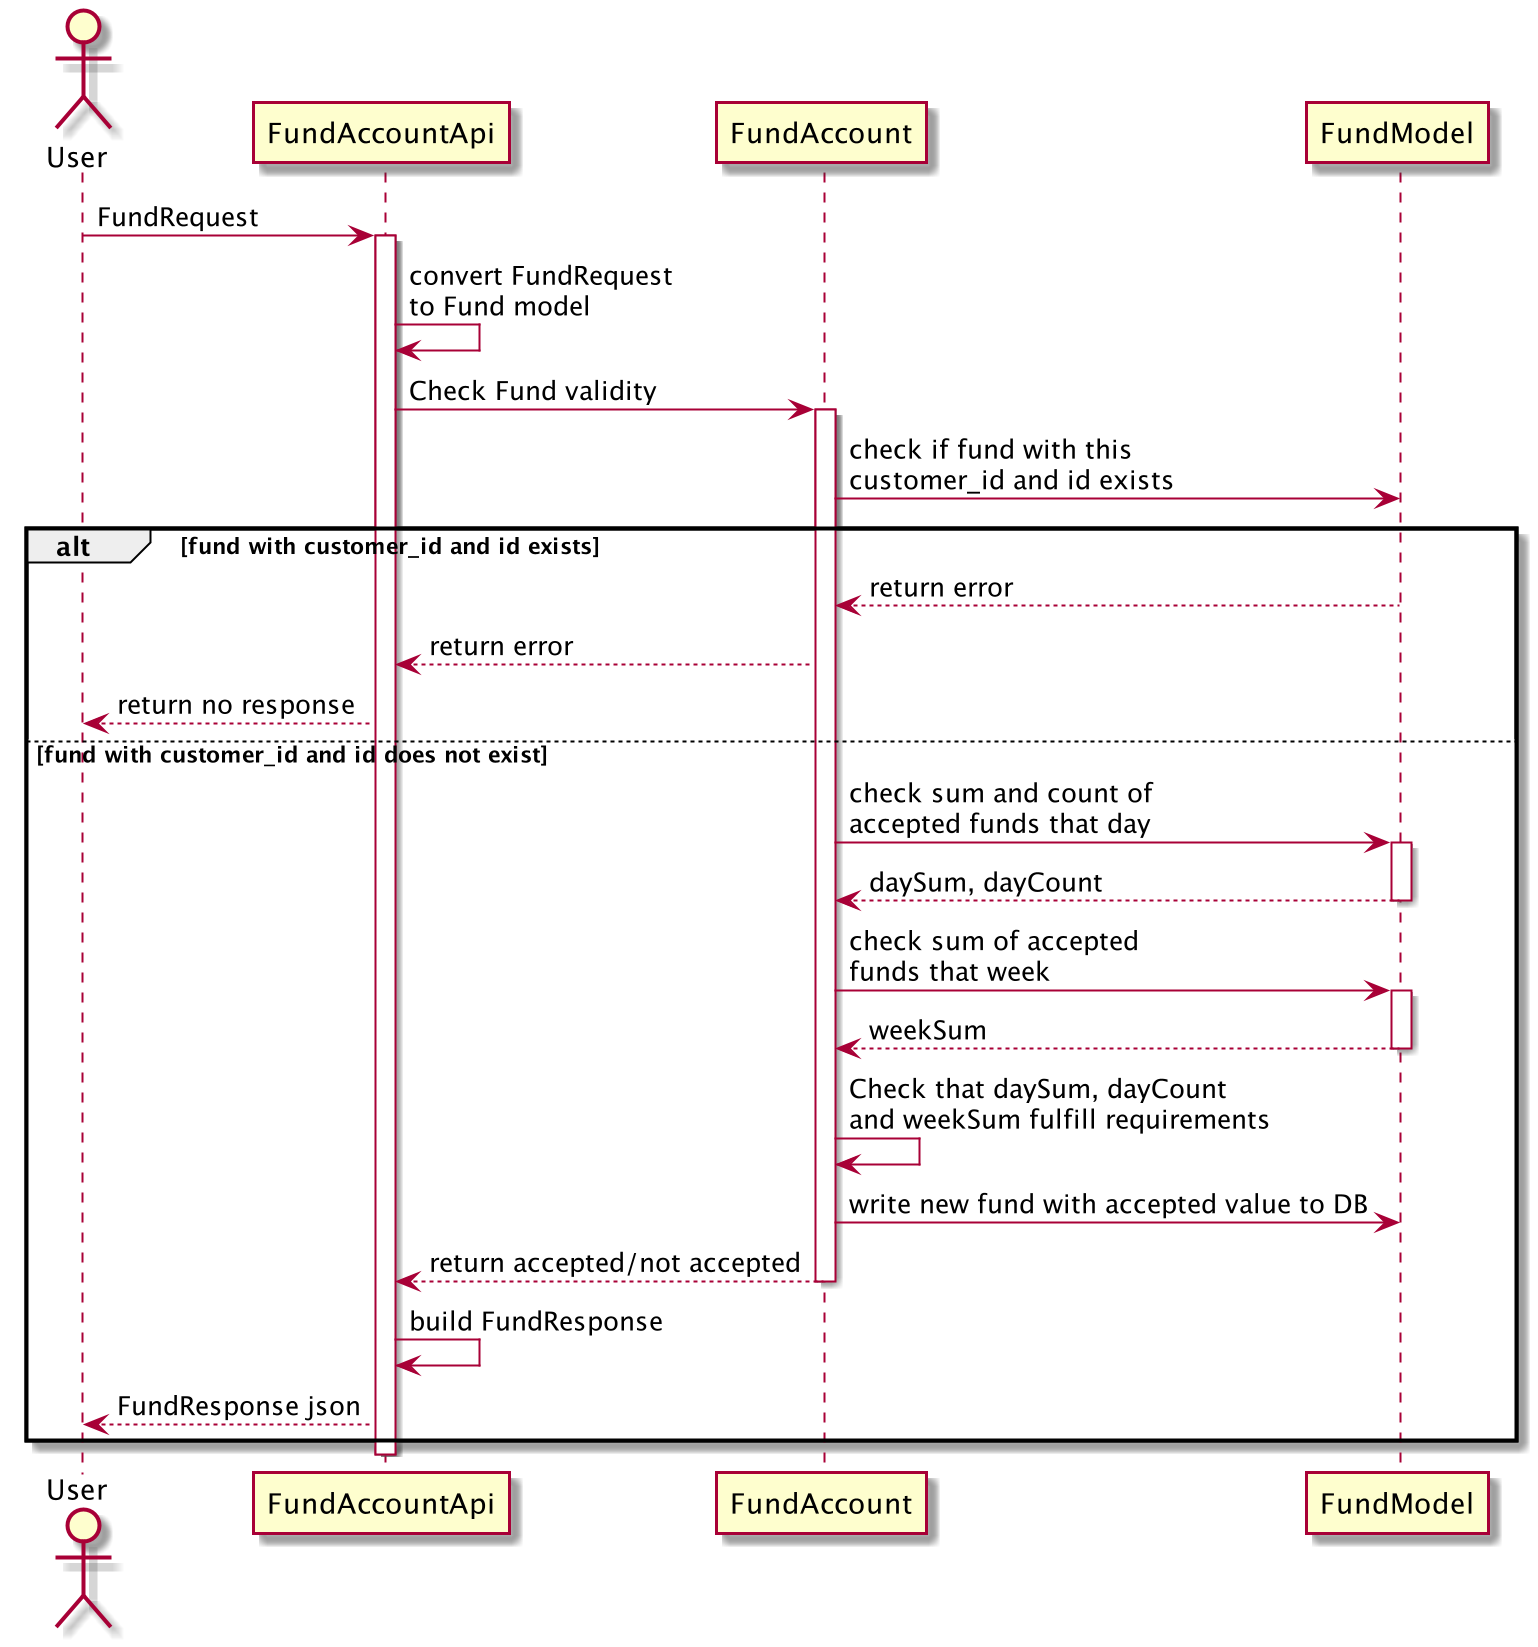 User
FundAccountApi
FundAccount
FundModel
FundRequest
convert FundRequest
to Fund model
Check Fund validity
check if fund with this
customer_id and id exists
alt
[fund with customer_id and id exists]
return error
return error
return no response
[fund with customer_id and id does not exist]
check sum and count of
accepted funds that day
daySum, dayCount
check sum of accepted
funds that week
weekSum
Check that daySum, dayCount
and weekSum fulfill requirements
write new fund with accepted value to DB
return accepted/not accepted
build FundResponse
FundResponse json
User
FundAccountApi
FundAccount
FundModel